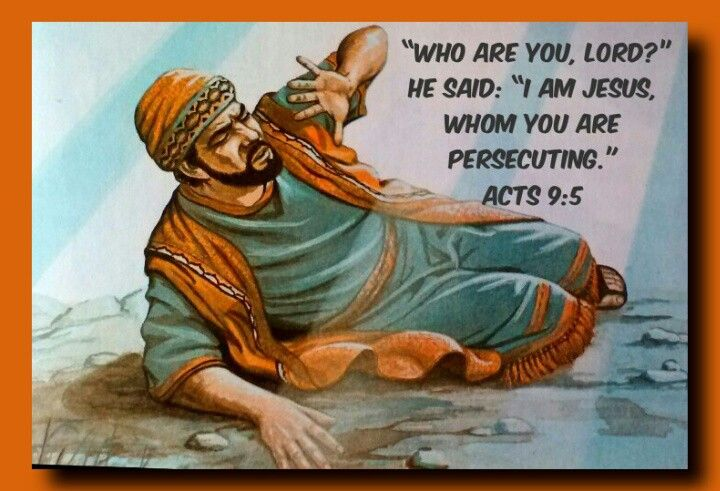 "WHO ARE YOU, LORD?"
HE SAID: "I AM JESUS,
WHOM YOU ARE
PERSECUTING."
ACTS 9:5